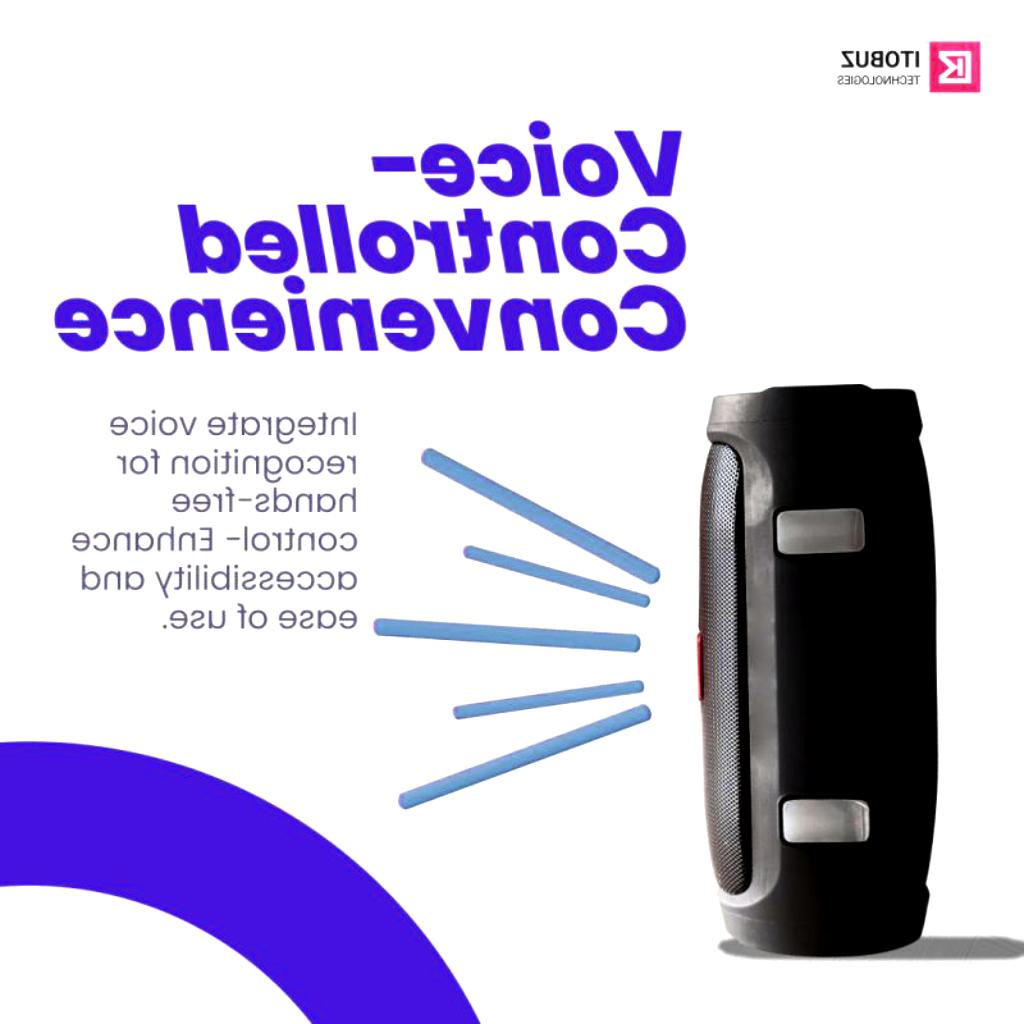 ITOBUZ
TECHNOLOGIES
Voice-
Controlled
Convenience
Integrate voice
recognition for
hands-free
control- Enhance
accessibility and
ease of use.